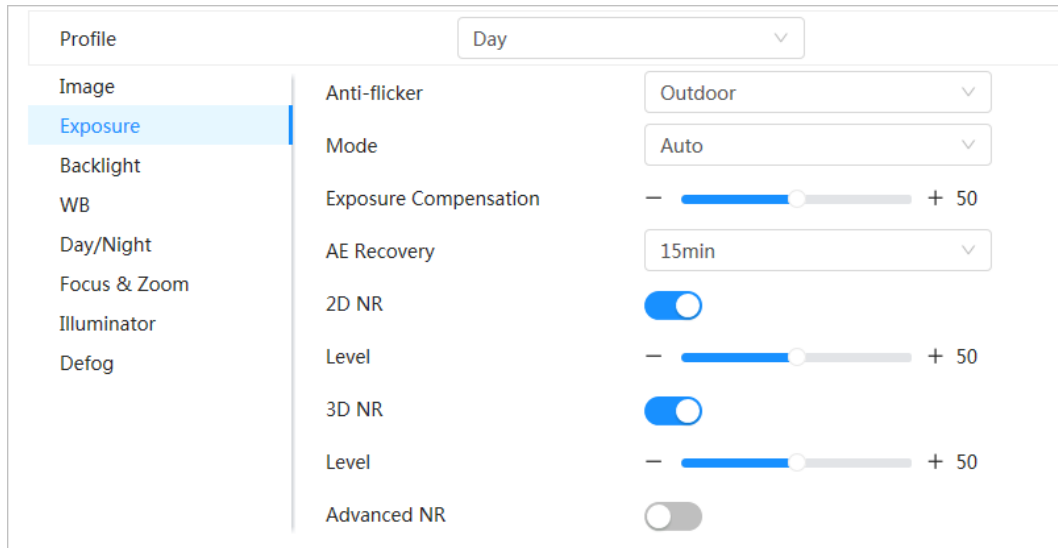 Profile Day
Image
Exposure
Backlight
WB
Day/Night
Focus & Zoom
Illuminator
Defog
Anti-flicker Outdoor
Mode Auto
Exposure Compensation − + 50
AE Recovery 15min
2D NR
Level − + 50
3D NR
Level − + 50
Advanced NR